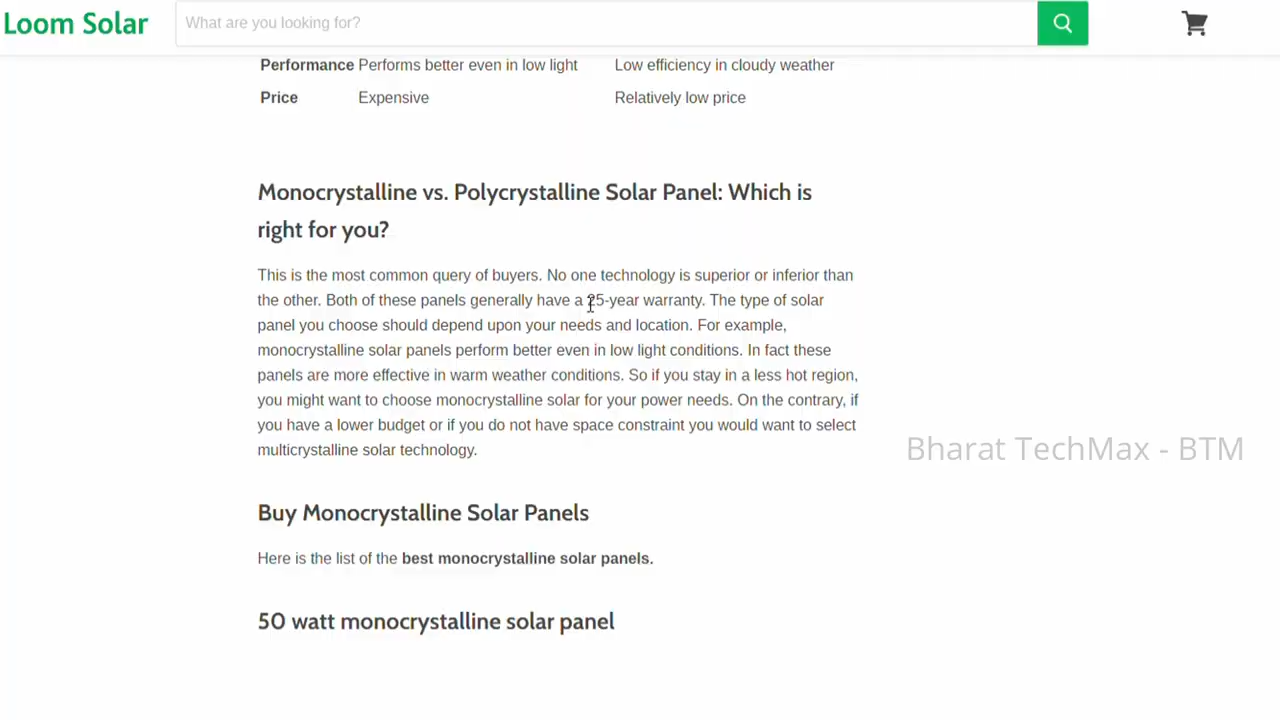 Loom Solar
What are you looking for?
Performance Performs better even in low light Low efficiency in cloudy weather
Price Expensive Relatively low price
Monocrystalline vs. Polycrystalline Solar Panel: Which is
right for you?
This is the most common query of buyers. No one technology is superior or inferior than
the other. Both of these panels generally have a 25-year warranty. The type of solar
panel you choose should depend upon your needs and location. For example,
monocrystalline solar panels perform better even in low light conditions. In fact these
panels are more effective in warm weather conditions. So if you stay in a less hot region,
you might want to choose monocrystalline solar for your power needs. On the contrary, if
you have a lower budget or if you do not have space constraint you would want to select
multicrystalline solar technology.
Bharat TechMax - BTM
Buy Monocrystalline Solar Panels
Here is the list of the best monocrystalline solar panels.
50 watt monocrystalline solar panel